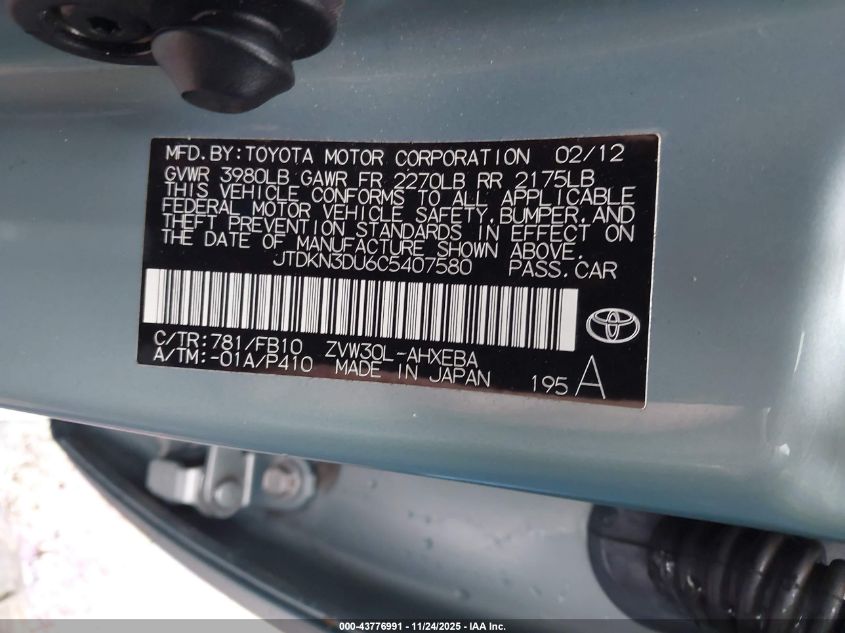 MFD.BY:TOYOTA MOTOR CORPORATION 02/12
GVWR 3980LB GAWR FR 2270LB RR 2175LB
THIS VEHICLE CONFORMS TO ALL APPLICABLE
FEDERAL MOTOR VEHICLE SAFETY,BUMPER,AND
THEFT PREVENTION STANDARDS IN EFFECT ON
THE DATE OF MANUFACTURE SHOWN ABOVE.
JTDKN3DU6C5407580 PASS.CAR
C/TR:781/FB10 ZVW30L-AHXEBA
A/TM:-01A/P410 MADE IN JAPAN 195 A
000-43776991 - 11/24/2025 - IAA Inc.